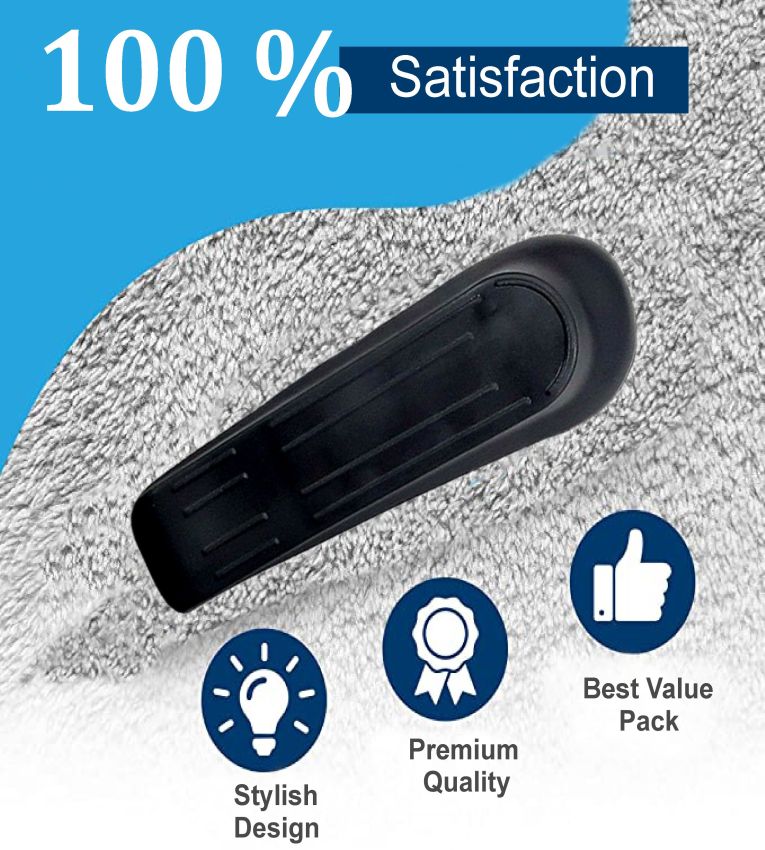 100 % Satisfaction
Best Value
Pack
Premium
Quality
Stylish
Design